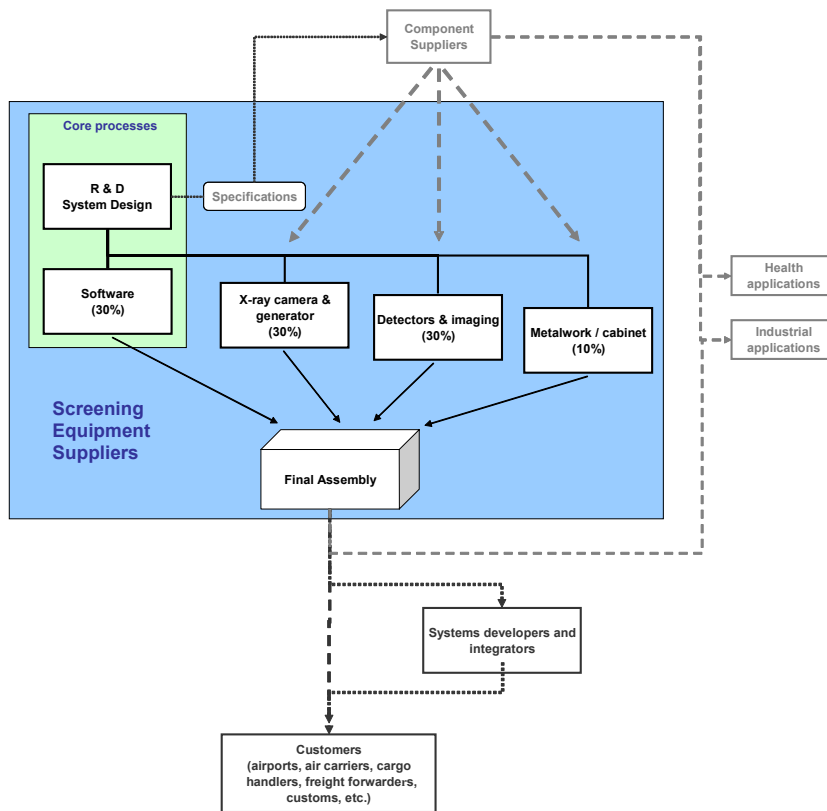 Component
Suppliers
Core processes
R & D
System Design
Specifications
Health
applications
Software
(30%)
X-ray camera &
generator
(30%)
Detectors & imaging
(30%)
Metalwork / cabinet
(10%)
Industrial
applications
Screening
Equipment
Suppliers
Final Assembly
Systems developers and
integrators
Customers
(airports, air carriers, cargo
handlers, freight forwarders,
customs, etc.)